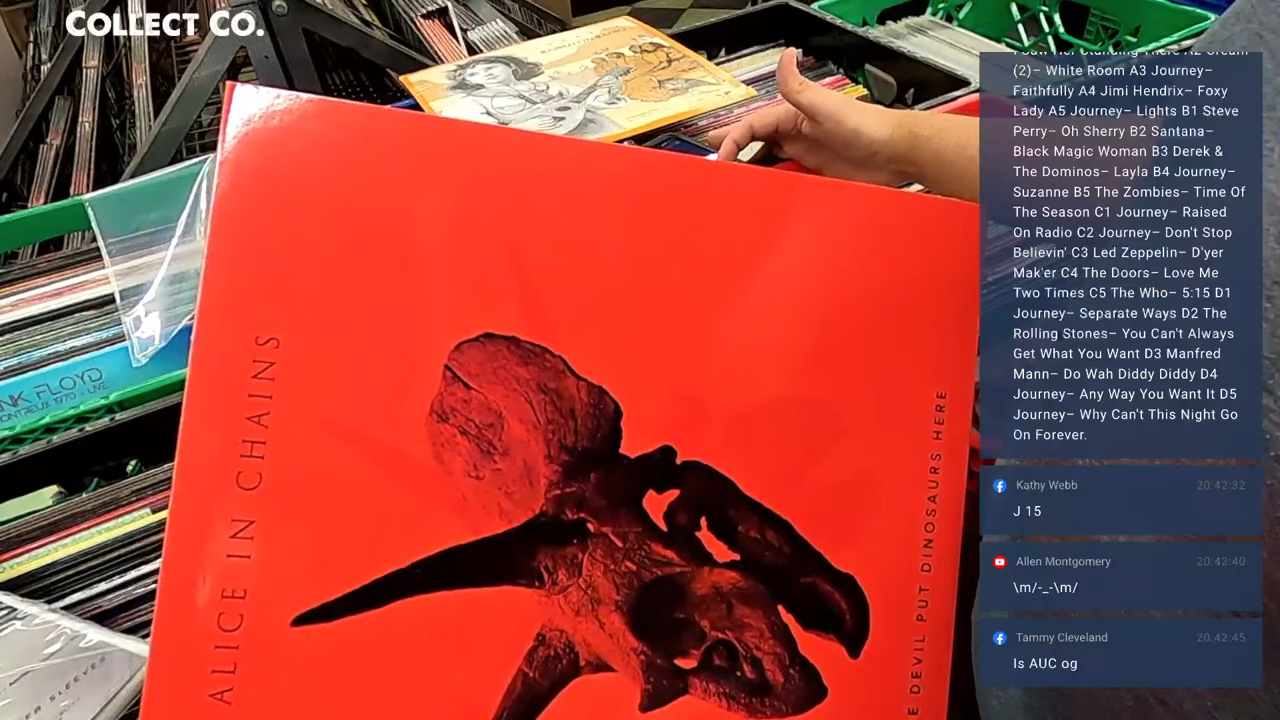 COLLECT CO.
(2)– White Room A3 Journey–
Faithfully A4 Jimi Hendrix– Foxy
Lady A5 Journey– Lights B1 Steve
Perry– Oh Sherry B2 Santana–
Black Magic Woman B3 Derek &
The Dominos– Layla B4 Journey–
Suzanne B5 The Zombies– Time Of
The Season C1 Journey– Raised
On Radio C2 Journey– Don't Stop
Believin' C3 Led Zeppelin– D'yer
Mak'er C4 The Doors– Love Me
Two Times C5 The Who– 5:15 D1
Journey– Separate Ways D2 The
Rolling Stones– You Can't Always
Get What You Want D3 Manfred
Mann– Do Wah Diddy Diddy D4
Journey– Any Way You Want It D5
Journey– Why Can't This Night Go
On Forever.
Kathy Webb 20:42:32
J 15
Allen Montgomery 20:42:40
\m/-_-\m/
Tammy Cleveland 20:42:45
Is AUC og
ALICE IN CHAINS
DEVIL PUT DINOSAURS HERE
FLOYD
1970 - LIVE